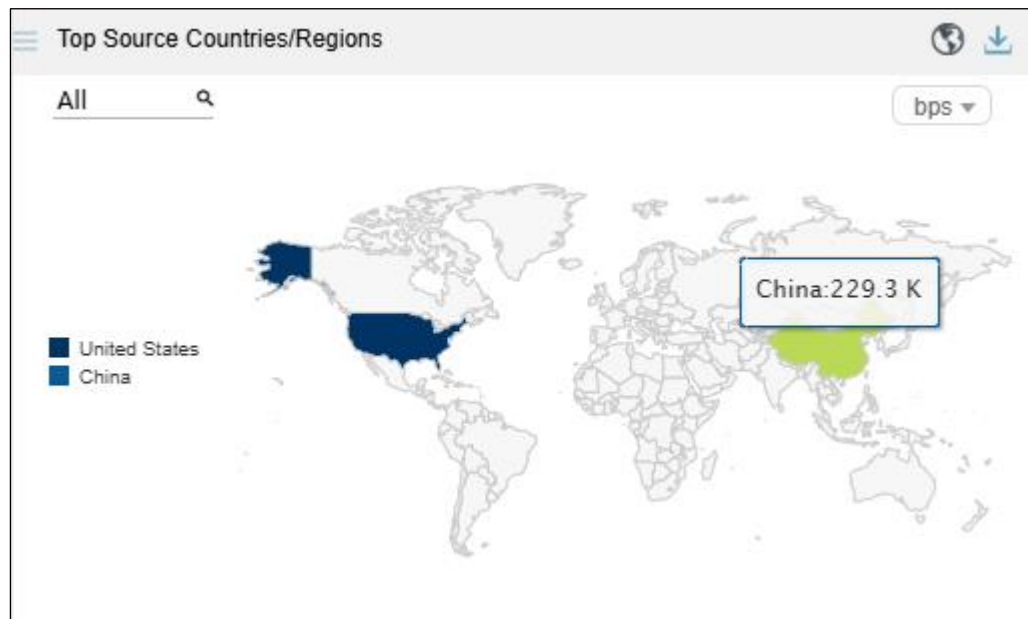 Top Source Countries/Regions
All
bps
China:229.3 K
United States
China